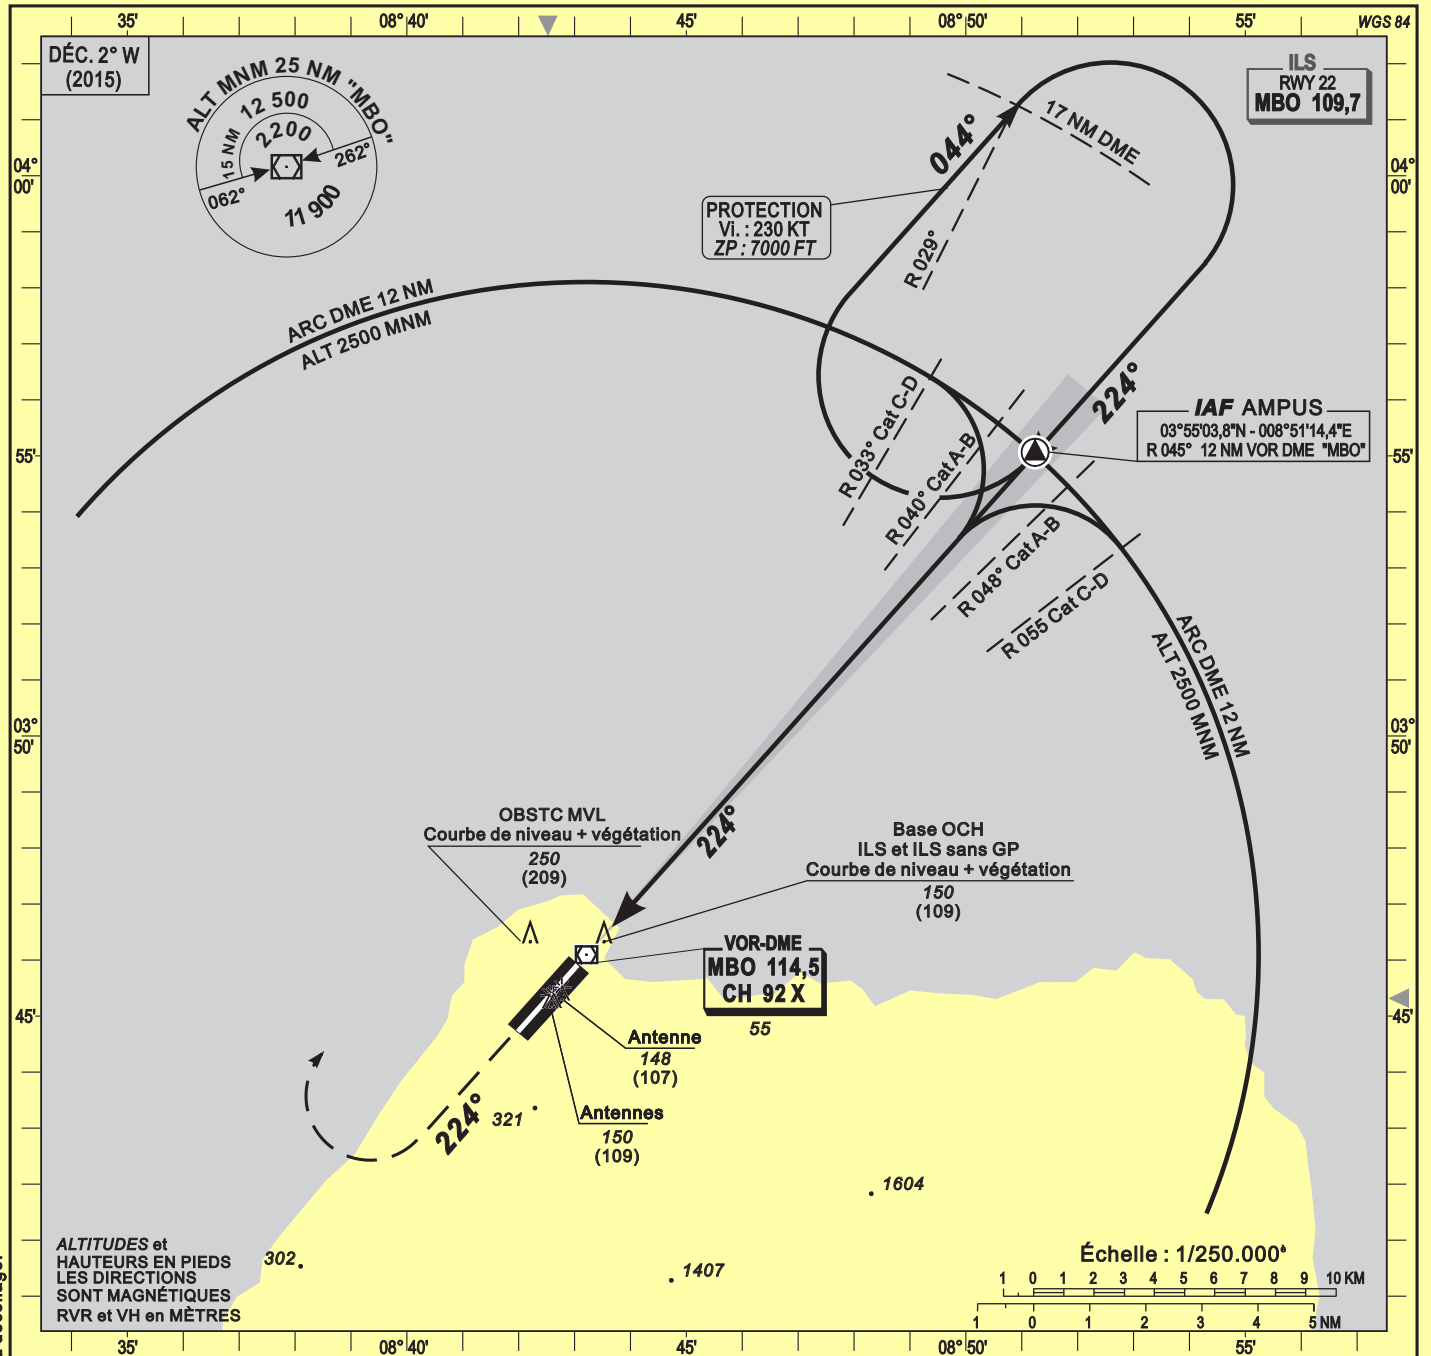 35'
08° 40'
45'
08° 50'
55'
WGS 84
DÉC. 2° W
(2015)
ALT MNM 25 NM "MBO"
12 500
15 NM
2200
262°
062°
11 900
ILS
RWY 22
MBO 109,7
04°
00'
04°
00'
044°
17 NM DME
PROTECTION
Vi. : 230 KT
ZP : 7000 FT
R 029°
ARC DME 12 NM
ALT 2500 MNM
R 033° Cat C-D
R 040° Cat A-B
224°
IAF AMPUS
03°55'03,8"N - 008°51'14,4"E
R 045° 12 NM VOR DME "MBO"
55'
55'
R 048° Cat A-B
R 055 Cat C-D
ARC DME 12 NM
ALT 2500 MNM
03°
50'
03°
50'
224°
OBSTC MVL
Courbe de niveau + végétation
250
(209)
Base OCH
ILS et ILS sans GP
Courbe de niveau + végétation
150
(109)
VOR-DME
MBO 114,5
CH 92 X
55
45'
45'
Antenne
148
(107)
224°
321
Antennes
150
(109)
1604
302
1407
ALTITUDES et
HAUTEURS EN PIEDS
LES DIRECTIONS
SONT MAGNÉTIQUES
RVR et VH en MÈTRES
Échelle : 1/250.000è
1 0 1 2 3 4 5 6 7 8 9 10 KM
1 0 1 2 3 4 5 NM
35'
08° 40'
45'
08° 50'
55'